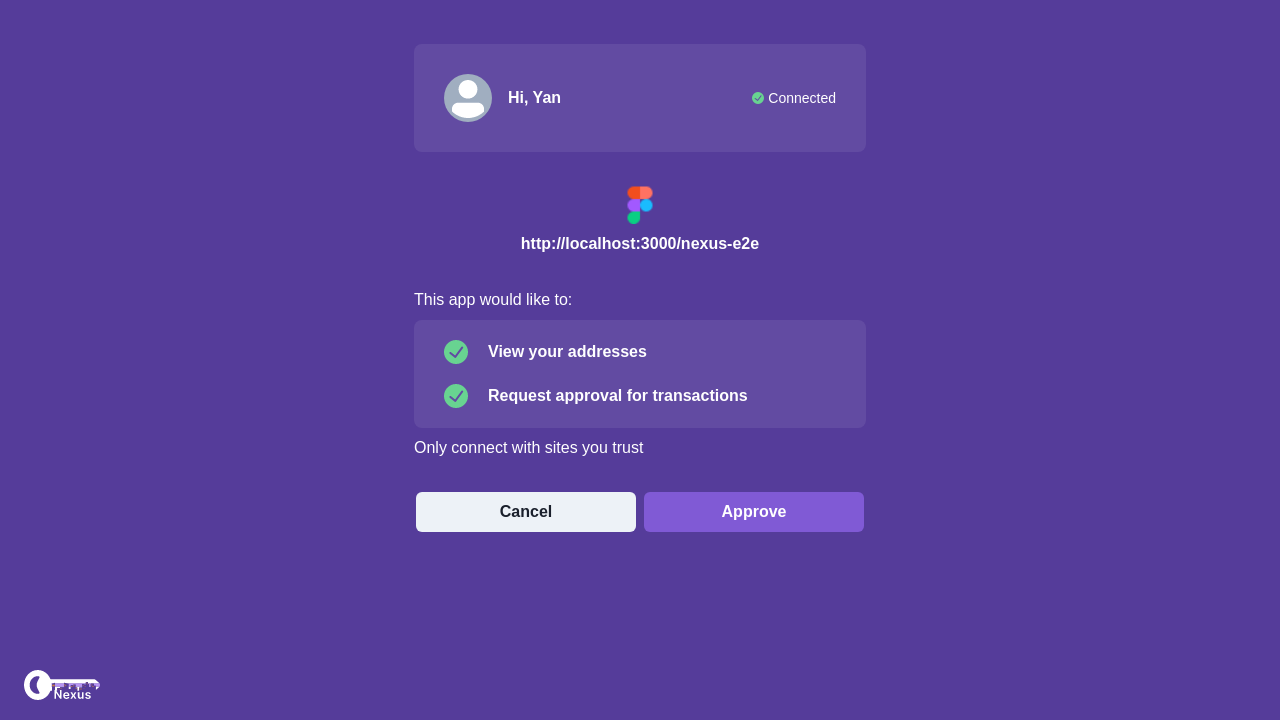 Hi, Yan
Connected
http://localhost:3000/nexus-e2e
This app would like to:
View your addresses
Request approval for transactions
Only connect with sites you trust
Cancel
Approve
Nexus